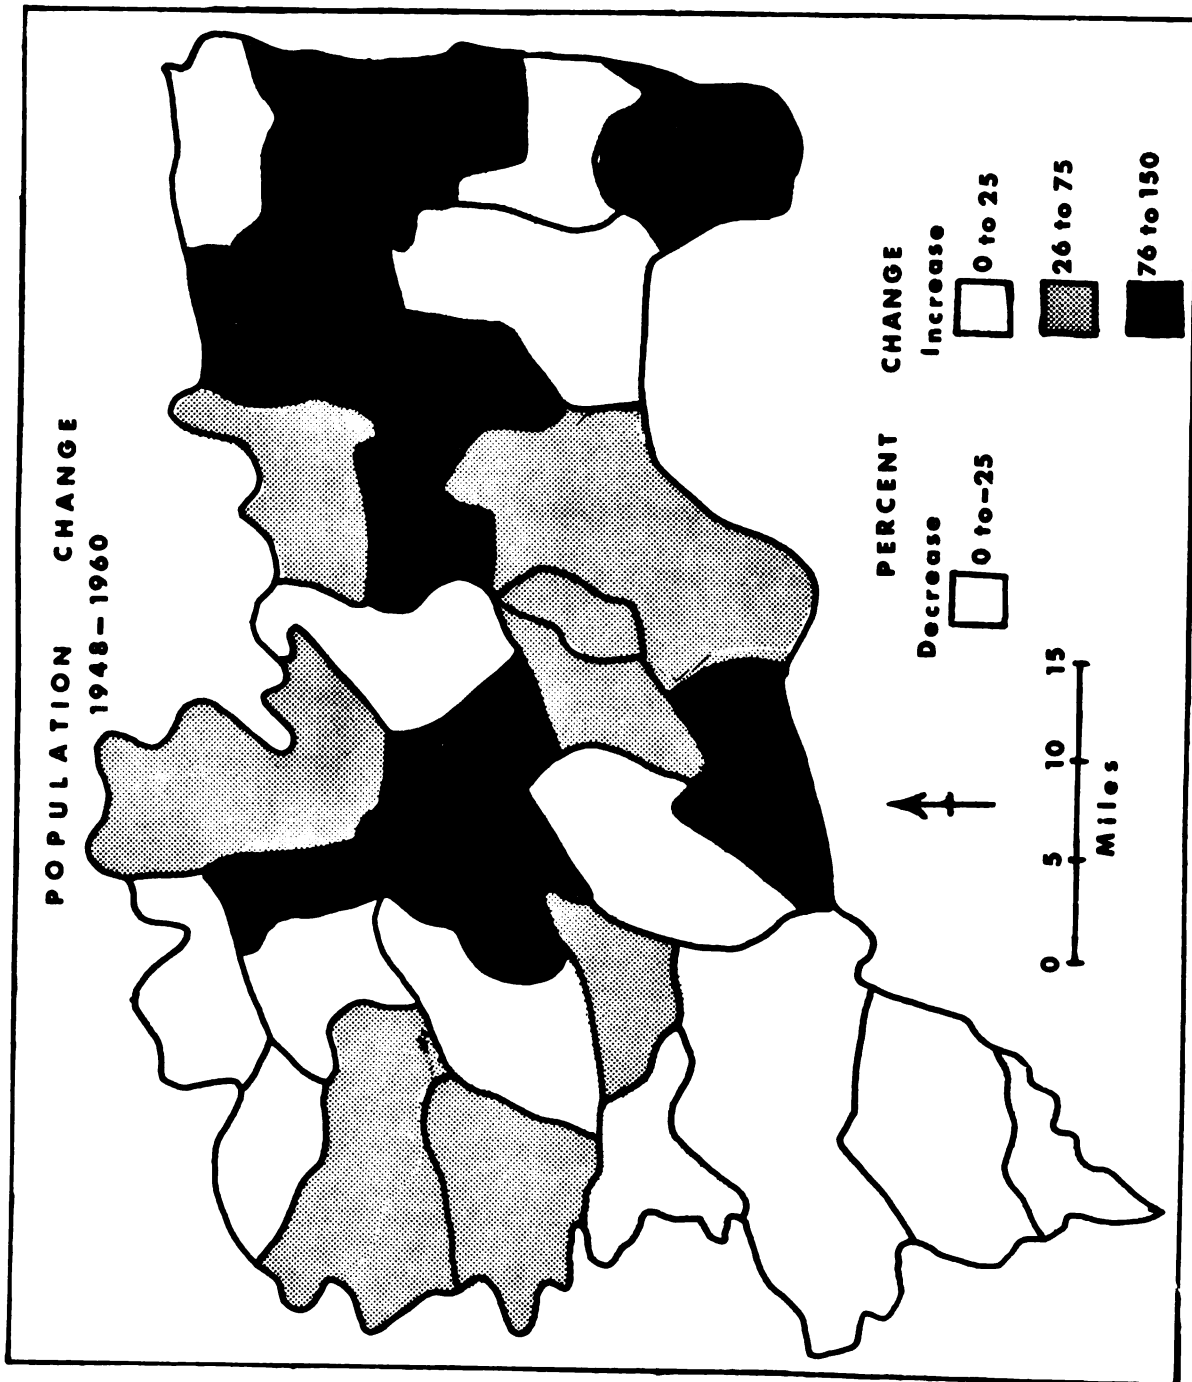 POPULATION CHANGE
1948–1960
PERCENT CHANGE
Decrease
0 to–25
Increase
0 to 25
26 to 75
76 to 150
0 5 10 15
Miles